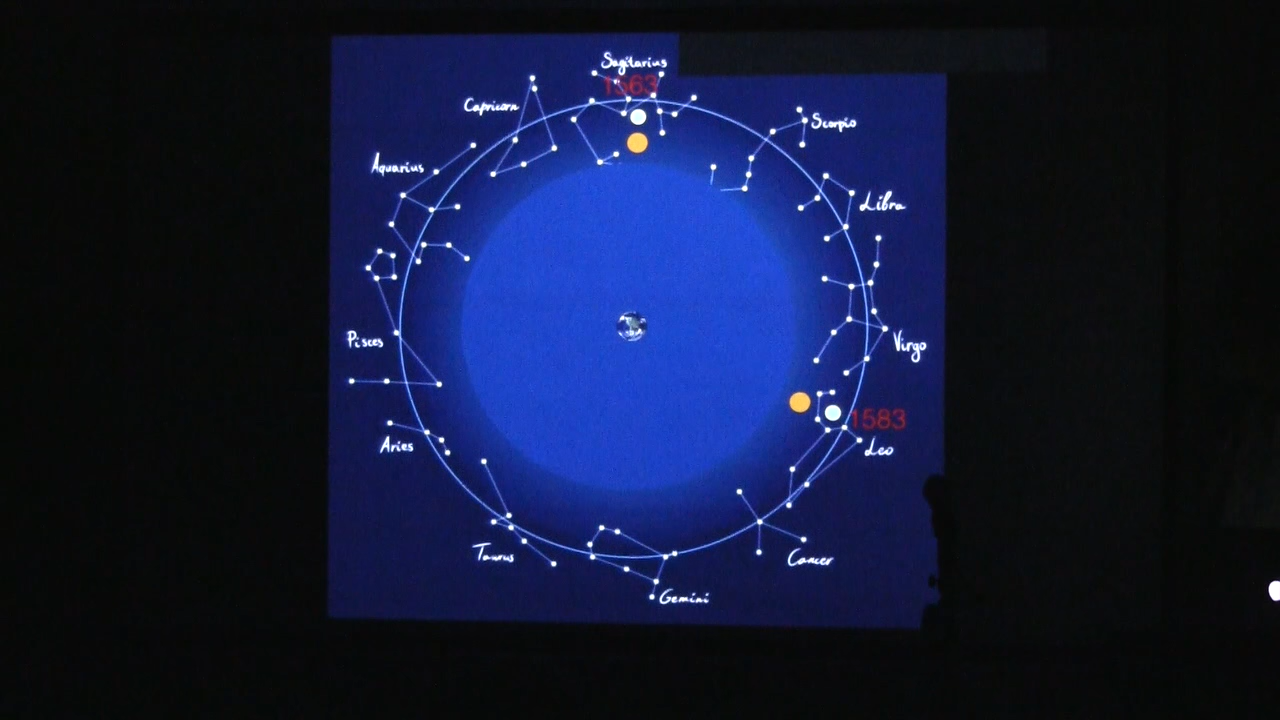 Sagitarius
1563
Capricorn
Scorpio
Aquarius
Libra
Pisces
Virgo
1583
Aries
Leo
Taurus
Cancer
Gemini